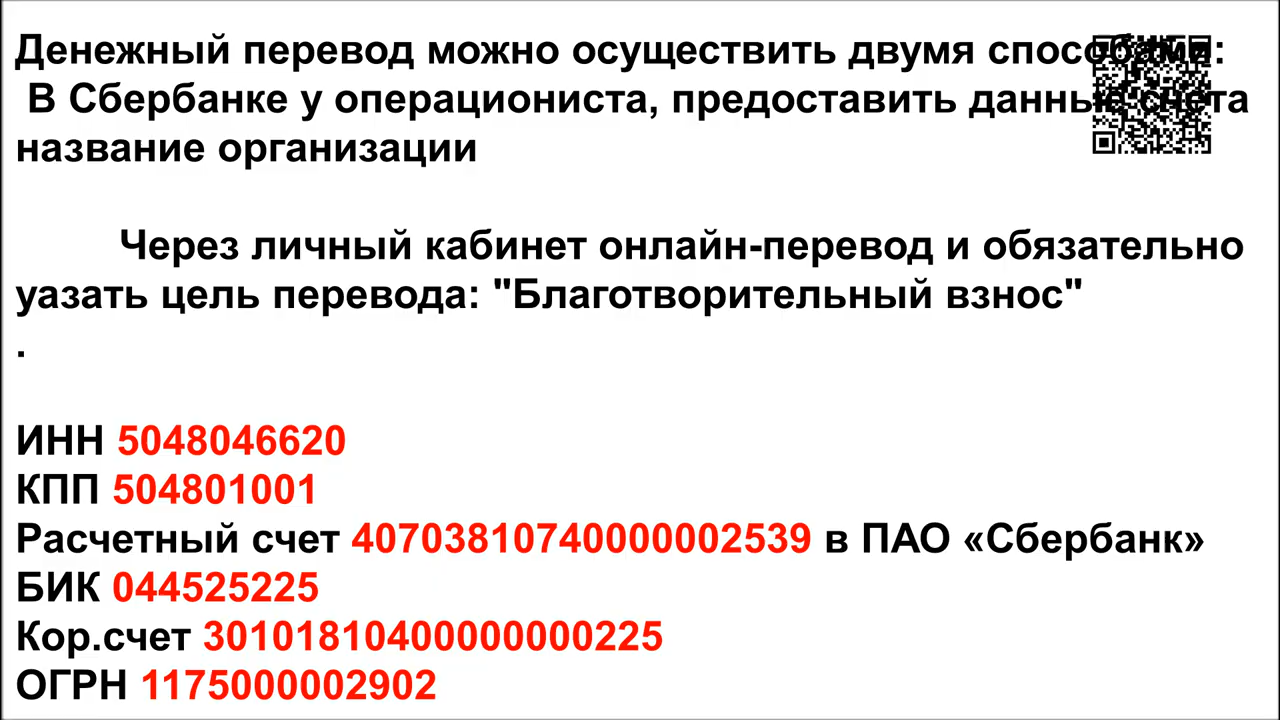 Денежный перевод можно осуществить двумя способами:
В Сбербанке у операциониста, предоставить данные счета
название организации
Через личный кабинет онлайн-перевод и обязательно
уазать цель перевода: "Благотворительный взнос"
.
ИНН 5048046620
КПП 504801001
Расчетный счет 40703810740000002539 в ПАО «Сбербанк»
БИК 044525225
Кор.счет 30101810400000000225
ОГРН 1175000002902